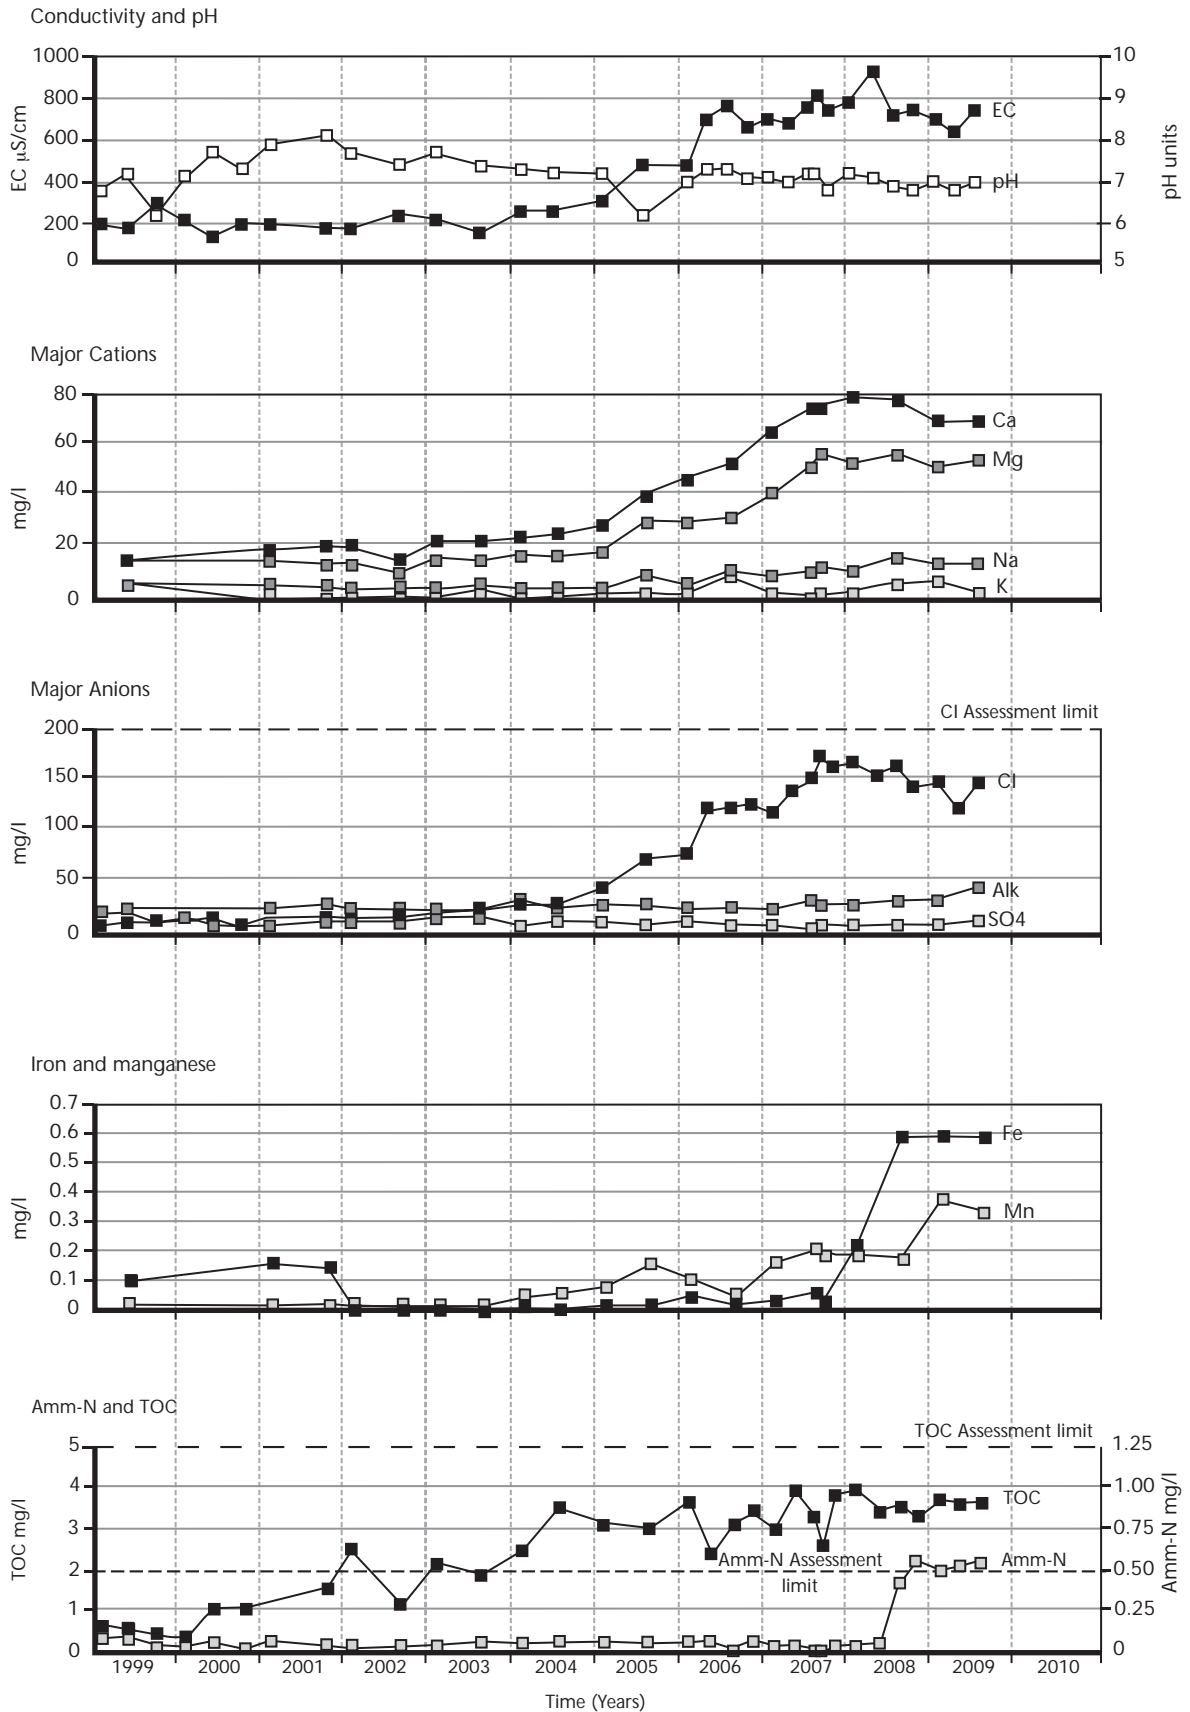 Conductivity and pH
1000
800
600
400
200
0
EC µS/cm
10
9
8
7
6
5
pH units
EC
pH
Major Cations
80
60
40
20
0
mg/l
Ca
Mg
Na
K
Major Anions
CI Assessment limit
200
150
100
50
0
mg/l
CI
Alk
SO4
Iron and manganese
0.7
0.6
0.5
0.4
0.3
0.2
0.1
0
mg/l
Fe
Mn
Amm-N and TOC
TOC Assessment limit
5
4
3
2
1
0
TOC mg/l
1.25
1.00
0.75
0.50
0.25
0
Amm-N mg/l
TOC
Amm-N Assessment
limit
Amm-N
1999 2000 2001 2002 2003 2004 2005 2006 2007 2008 2009 2010
Time (Years)